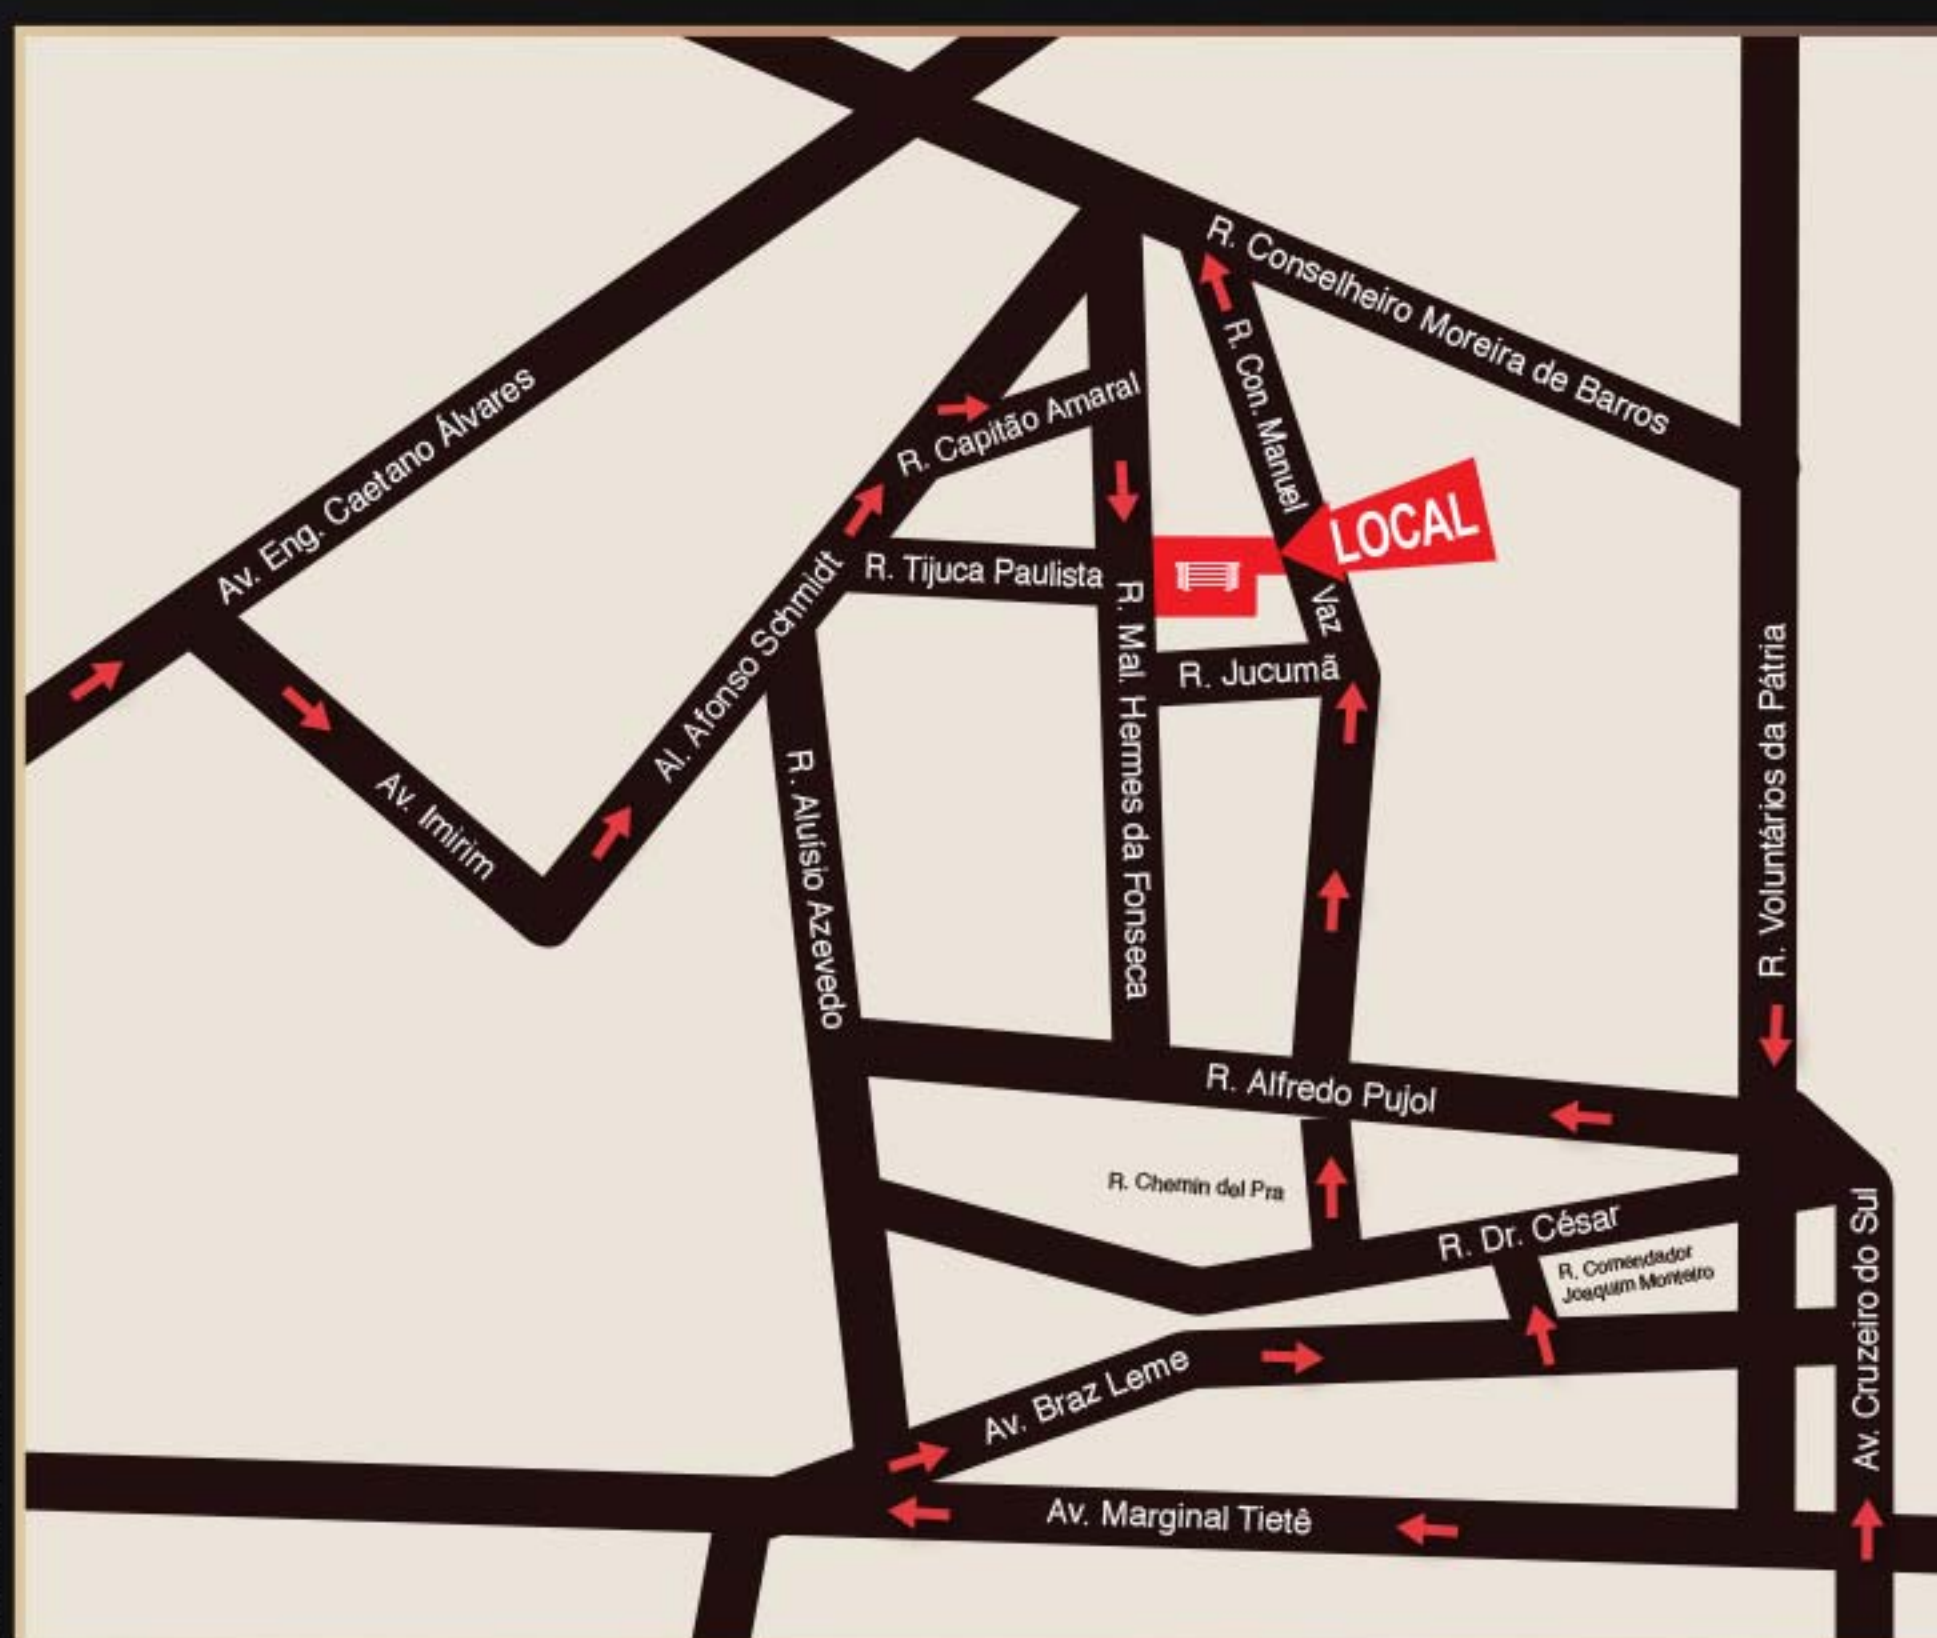 R. Conselheiro Moreira de Barros
R. Con. Manuel
Vaz
R. Capitão Amaral
Av. Eng. Caetano Álvares
LOCAL
R. Tijuca Paulista
Al. Afonso Schmidt
R. Mal. Hermes da Fonseca
R. Jucumã
R. Voluntários da Pátria
Av. Imirim
R. Aluísio Azevedo
R. Alfredo Pujol
R. Chemin del Pra
R. Dr. César
R. Comendador
Joaquim Monteiro
Av. Cruzeiro do Sul
Av. Braz Leme
Av. Marginal Tietê